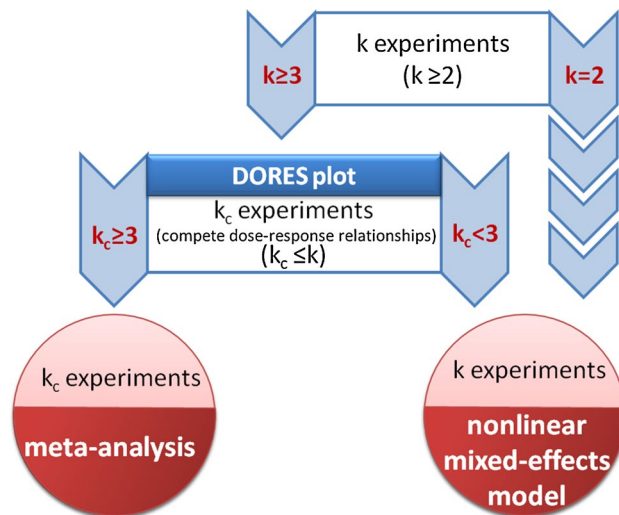 k experiments
k≥3
(k ≥2)
k=2
DORES plot
k_c experiments
(compete dose-response relationships)
k_c≥3
k_c<3
(k_c ≤k)
k_c experiments
meta-analysis
k experiments
nonlinear
mixed-effects
model